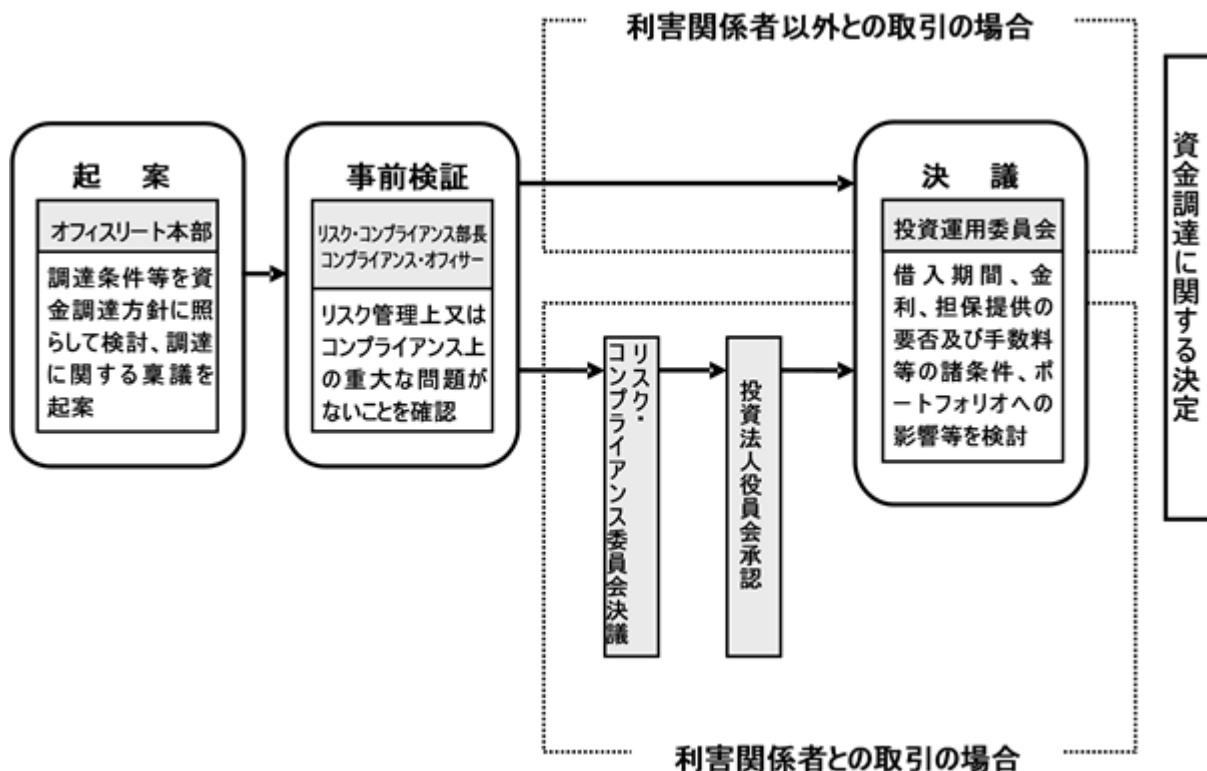 利害関係者以外との取引の場合
起　案
オフィスリート本部
調達条件等を資
金調達方針に照
らして検討、調達
に関する稟議を
起案
事前検証
リスク・コンプライアンス部長
コンプライアンス・オフィサー
リスク管理上又は
コンプライアンス上
の重大な問題が
ないことを確認
リスク・
コンプライアンス委員会決議
投資法人役員会承認
決　議
投資運用委員会
借入期間、金
利、担保提供の
要否及び手数料
等の諸条件、ポ
ートフォリオへの
影響等を検討
資金調達に関する決定
利害関係者との取引の場合